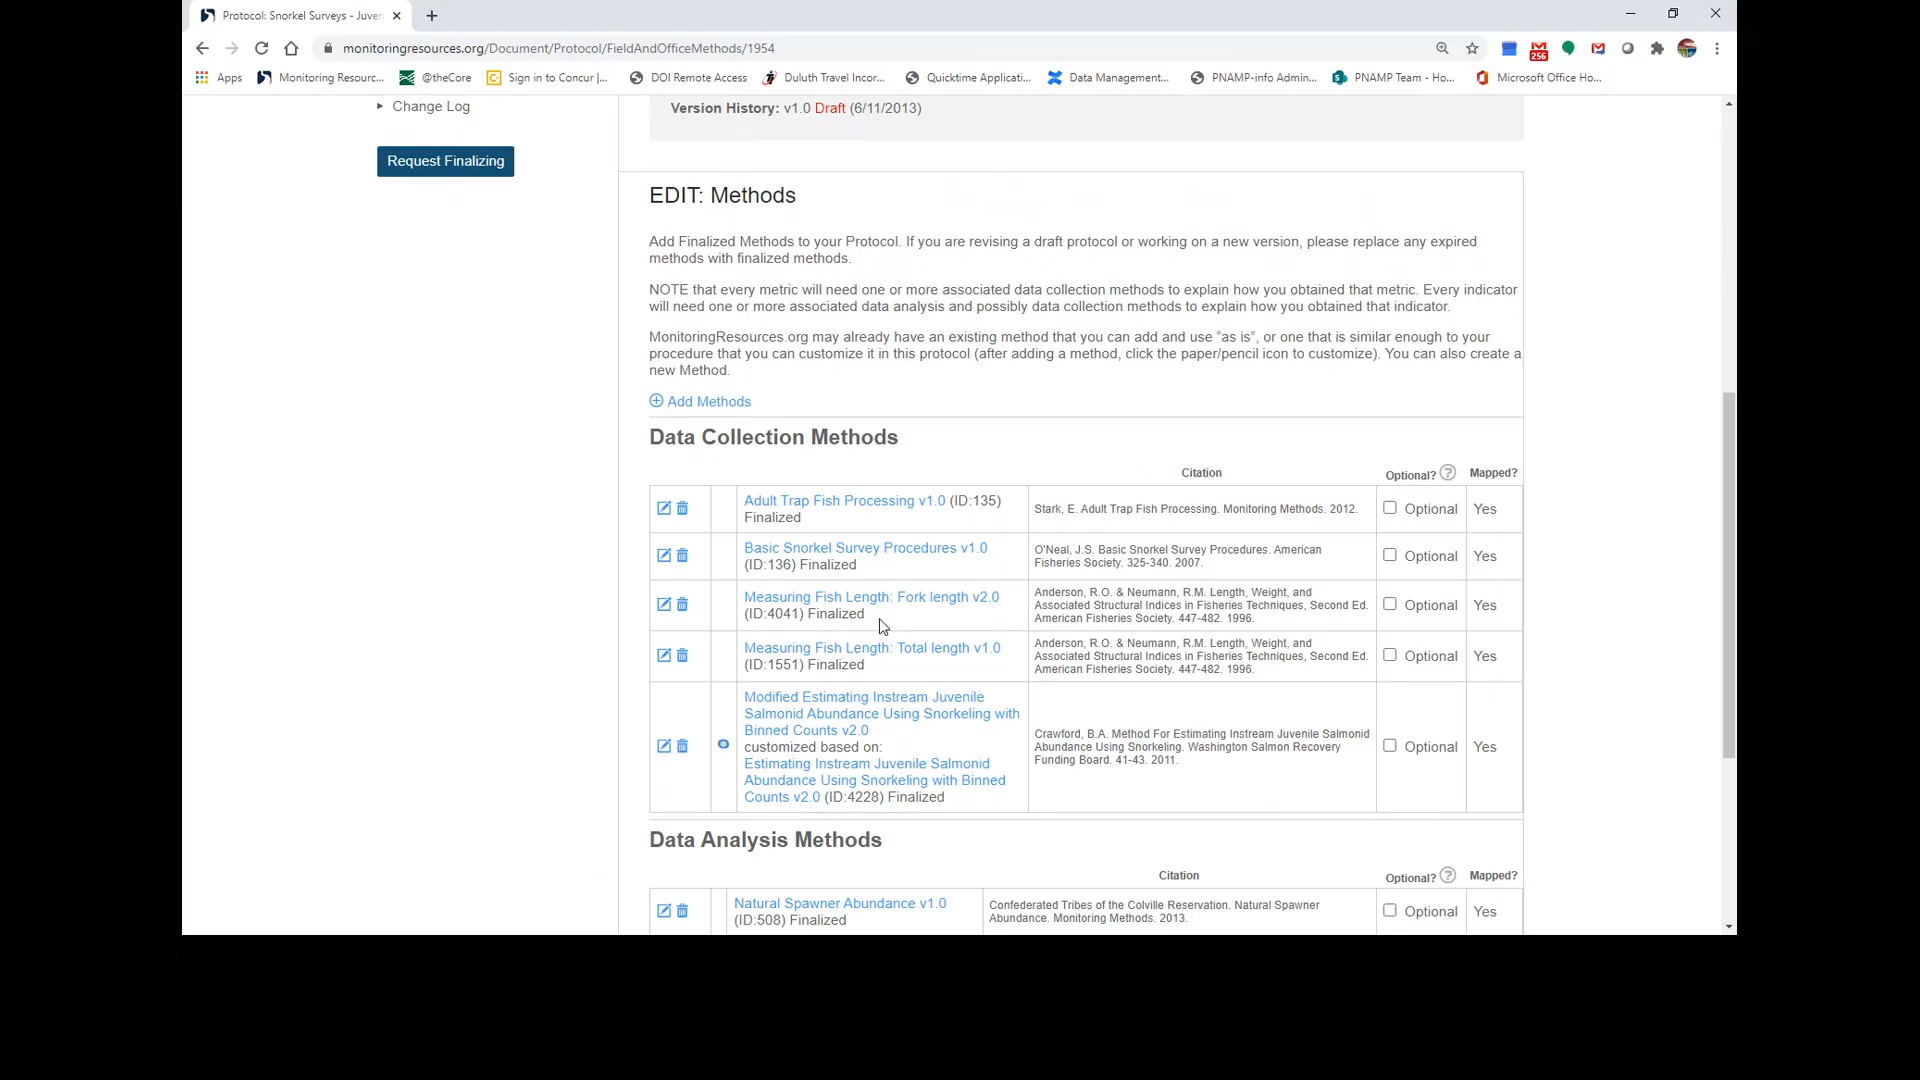 Protocol: Snorkel Surveys - Juven
monitoringresources.org/Document/Protocol/FieldAndOfficeMethods/1954
256
Apps Monitoring Resourc... @theCore Sign in to Concur |... DOI Remote Access Duluth Travel Incor... Quicktime Applicati... Data Management... PNAMP-info Admin... PNAMP Team - Ho... Microsoft Office Ho...
Change Log
Request Finalizing
Version History: v1.0 Draft (6/11/2013)
EDIT: Methods
Add Finalized Methods to your Protocol. If you are revising a draft protocol or working on a new version, please replace any expired
methods with finalized methods.
NOTE that every metric will need one or more associated data collection methods to explain how you obtained that metric. Every indicator
will need one or more associated data analysis and possibly data collection methods to explain how you obtained that indicator.
MonitoringResources.org may already have an existing method that you can add and use “as is”, or one that is similar enough to your
procedure that you can customize it in this protocol (after adding a method, click the paper/pencil icon to customize). You can also create a
new Method.
Add Methods
Data Collection Methods
Citation Optional? ? Mapped?
Adult Trap Fish Processing v1.0 (ID:135)
Finalized
Stark, E. Adult Trap Fish Processing. Monitoring Methods. 2012.
Optional Yes
Basic Snorkel Survey Procedures v1.0
(ID:136) Finalized
O'Neal, J.S. Basic Snorkel Survey Procedures. American
Fisheries Society. 325-340. 2007.
Optional Yes
Measuring Fish Length: Fork length v2.0
(ID:4041) Finalized
Anderson, R.O. & Neumann, R.M. Length, Weight, and
Associated Structural Indices in Fisheries Techniques, Second Ed.
American Fisheries Society. 447-482. 1996.
Optional Yes
Measuring Fish Length: Total length v1.0
(ID:1551) Finalized
Anderson, R.O. & Neumann, R.M. Length, Weight, and
Associated Structural Indices in Fisheries Techniques, Second Ed.
American Fisheries Society. 447-482. 1996.
Optional Yes
Modified Estimating Instream Juvenile
Salmonid Abundance Using Snorkeling with
Binned Counts v2.0
customized based on:
Estimating Instream Juvenile Salmonid
Abundance Using Snorkeling with Binned
Counts v2.0 (ID:4228) Finalized
Crawford, B.A. Method For Estimating Instream Juvenile Salmonid
Abundance Using Snorkeling. Washington Salmon Recovery
Funding Board. 41-43. 2011.
Optional Yes
Data Analysis Methods
Citation Optional? ? Mapped?
Natural Spawner Abundance v1.0
(ID:508) Finalized
Confederated Tribes of the Colville Reservation. Natural Spawner
Abundance. Monitoring Methods. 2013.
Optional Yes